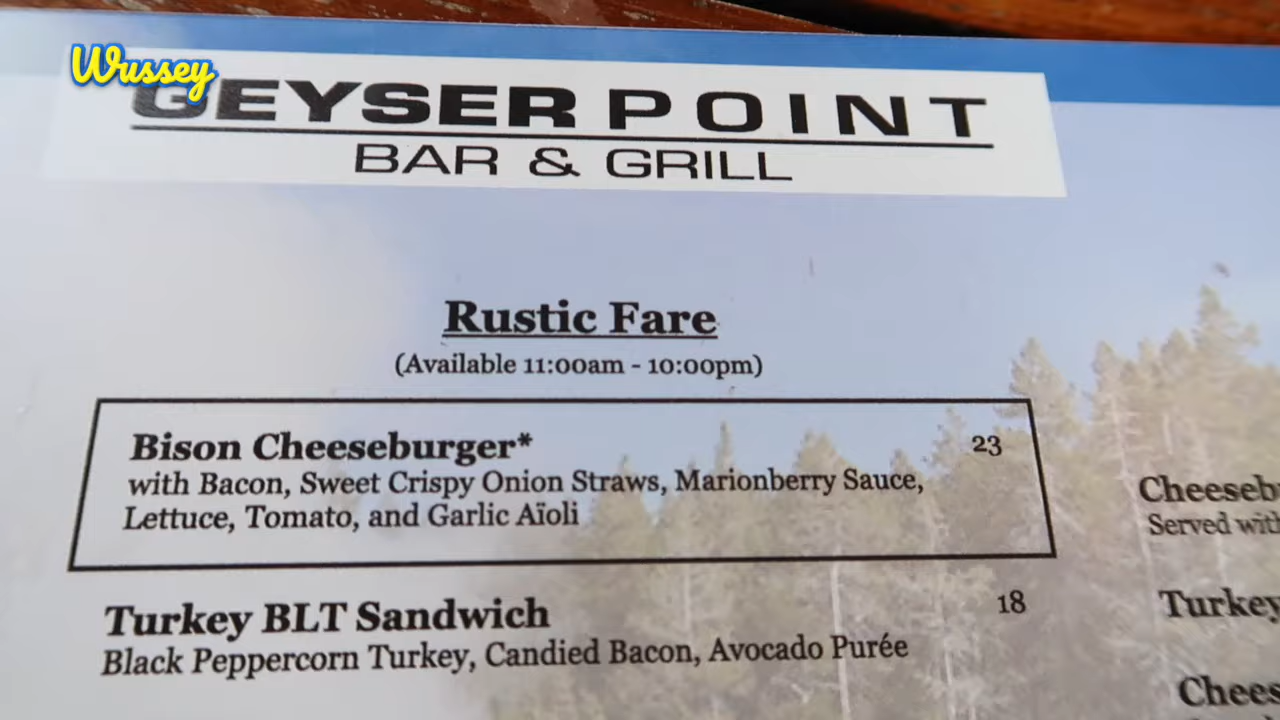 Wussey
GEYSER POINT
BAR & GRILL
Rustic Fare
(Available 11:00am - 10:00pm)
Bison Cheeseburger* 23
with Bacon, Sweet Crispy Onion Straws, Marionberry Sauce,
Lettuce, Tomato, and Garlic Aïoli
Turkey BLT Sandwich 18
Black Peppercorn Turkey, Candied Bacon, Avocado Purée
Served
Turkey